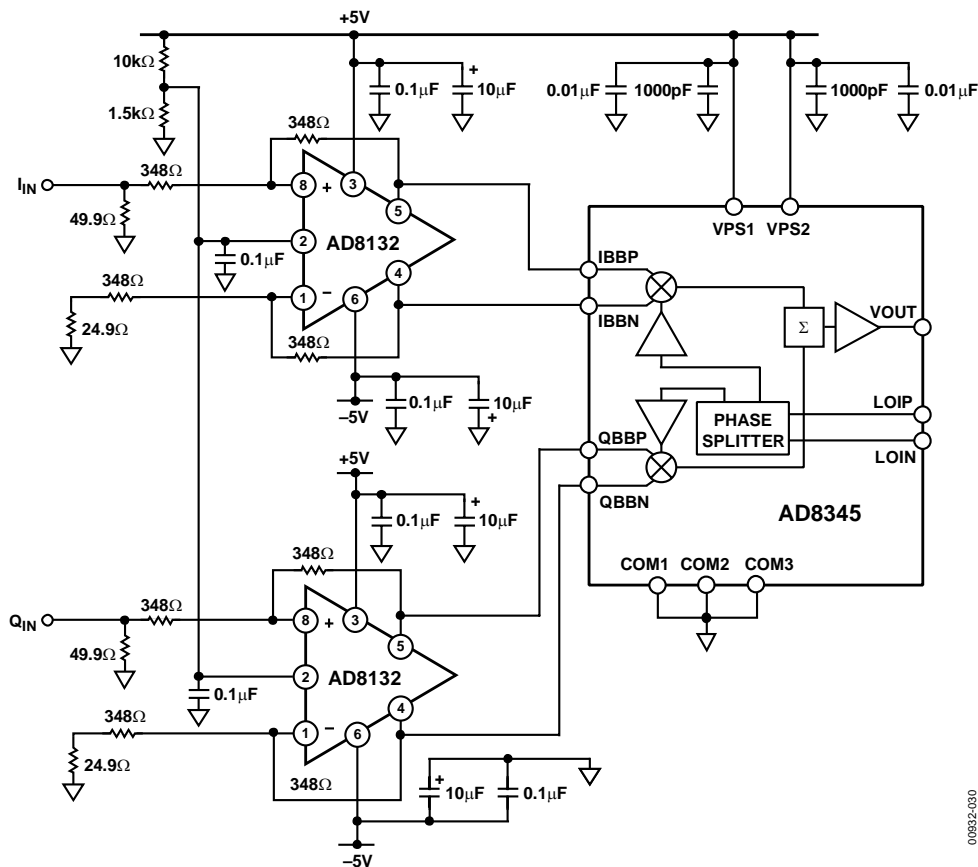 +5V
10kΩ
1.5kΩ
0.1μF
+
10μF
0.01μF
1000pF
1000pF
0.01μF
348Ω
348Ω
I_IN
49.9Ω
8
+
3
5
VPS1
VPS2
2
AD8132
0.1μF
4
IBBP
IBBN
VOUT
Σ
348Ω
1
−
6
24.9Ω
348Ω
0.1μF
10μF
+
−5V
PHASE
SPLITTER
LOIP
LOIN
QBBP
QBBN
+5V
0.1μF
+
10μF
AD8345
348Ω
COM1
COM2
COM3
Q_IN
348Ω
8
+
3
5
49.9Ω
2
AD8132
0.1μF
4
348Ω
1
−
6
24.9Ω
348Ω
+
10μF
0.1μF
−5V
00932-030